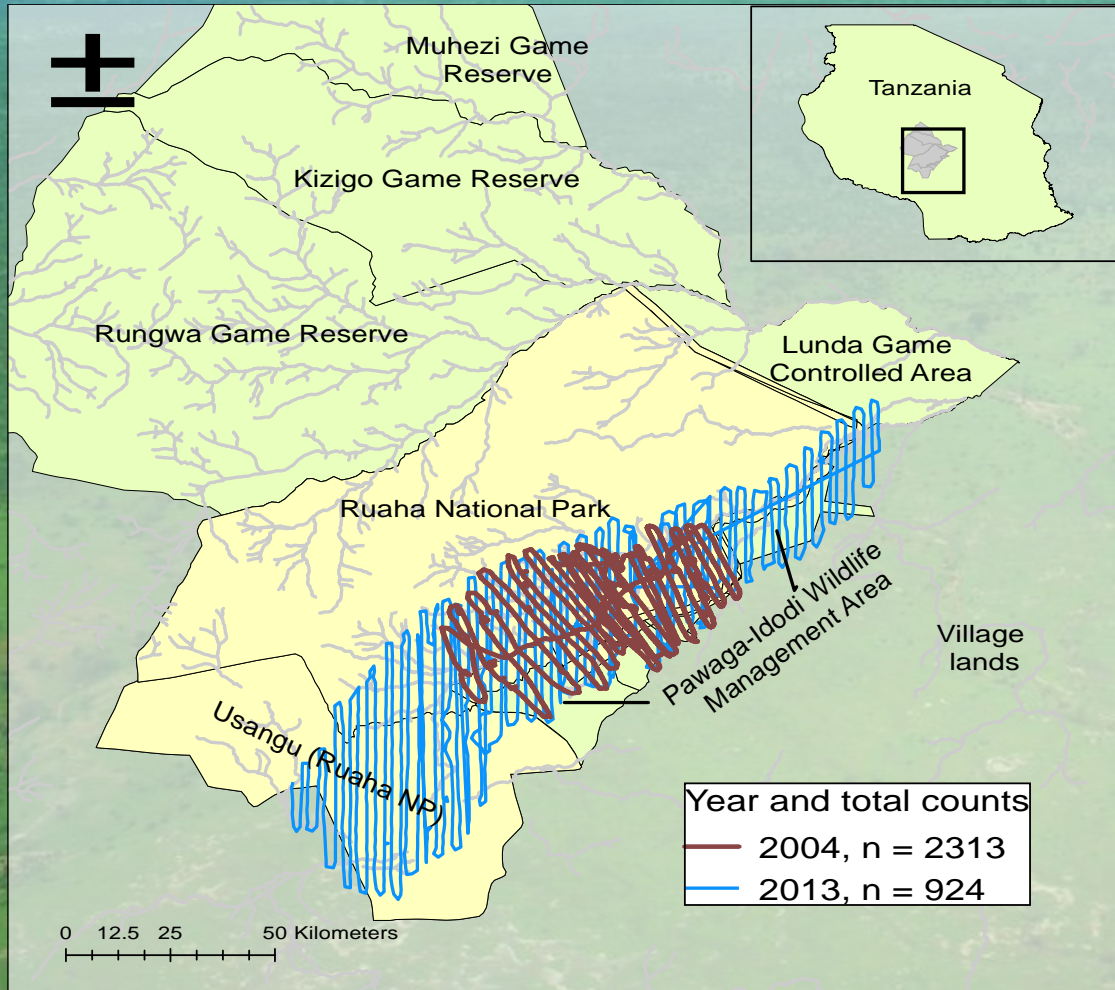 Muhezi Game
Reserve
Tanzania
Kizigo Game Reserve
Rungwa Game Reserve
Lunda Game
Controlled Area
Ruaha National Park
Pawaga-Idodi Wildlife
Management Area
Village
lands
Usangu (Ruaha NP)
Year and total counts
2004, n = 2313
2013, n = 924
0 12.5 25 50 Kilometers